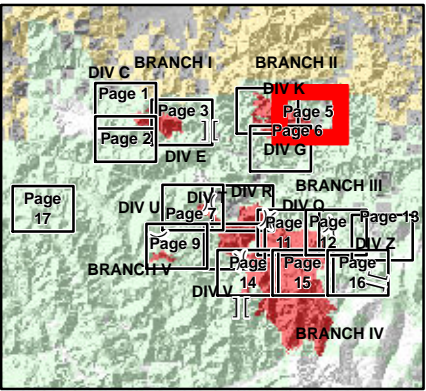 BRANCH I
BRANCH II
DIV C
DIV K
Page 1
Page 3
Page 5
] [
Page 6
Page 2
DIV E
DIV G
BRANCH III
Page
17
DIV T
DIV R
DIV U
DIV O
Page 7
Page
11
Page
12
Page 13
Page 9
DIV Z
BRANCH V
Page
14
Page
15
Page
16
DIV V
] [
BRANCH IV